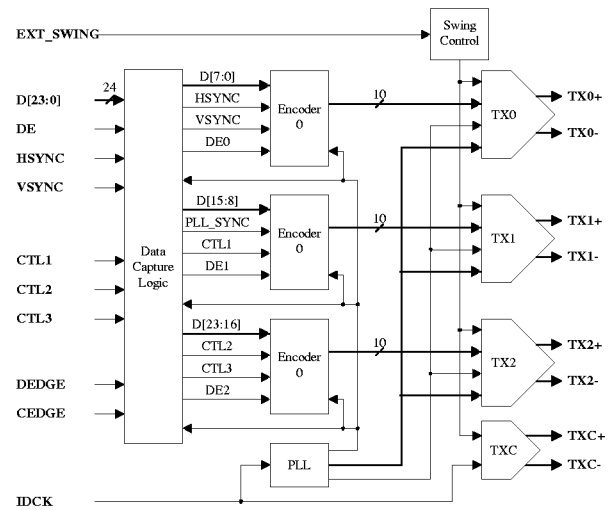 EXT_SWING
Swing
Control
24
D[23:0]
DE
HSYNC
VSYNC
CTL1
CTL2
CTL3
DEDGE
CEDGE
IDCK
Data
Capture
Logic
D[7:0]
HSYNC
VSYNC
DE0
Encoder
0
10
TX0
TX0+
TX0-
D[15:8]
PLL_SYNC
CTL1
DE1
Encoder
0
10
TX1
TX1+
TX1-
D[23:16]
CTL2
CTL3
DE2
Encoder
0
10
TX2
TX2+
TX2-
PLL
TXC
TXC+
TXC-